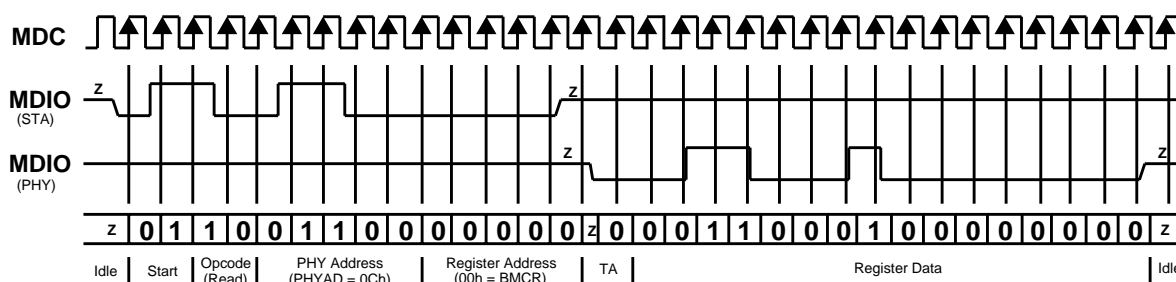 MDC
z z
MDIO
(STA)
z z
MDIO
(PHY)
z 0 1 1 0 0 1 1 0 0 0 0 0 0 0 z 0 0 0 1 1 0 0 0 1 0 0 0 0 0 0 0 0 z
Idle Start Opcode PHY Address Register Address TA Register Data Idle
(Read) (PHYAD = 0Ch) (00h = BMCR)